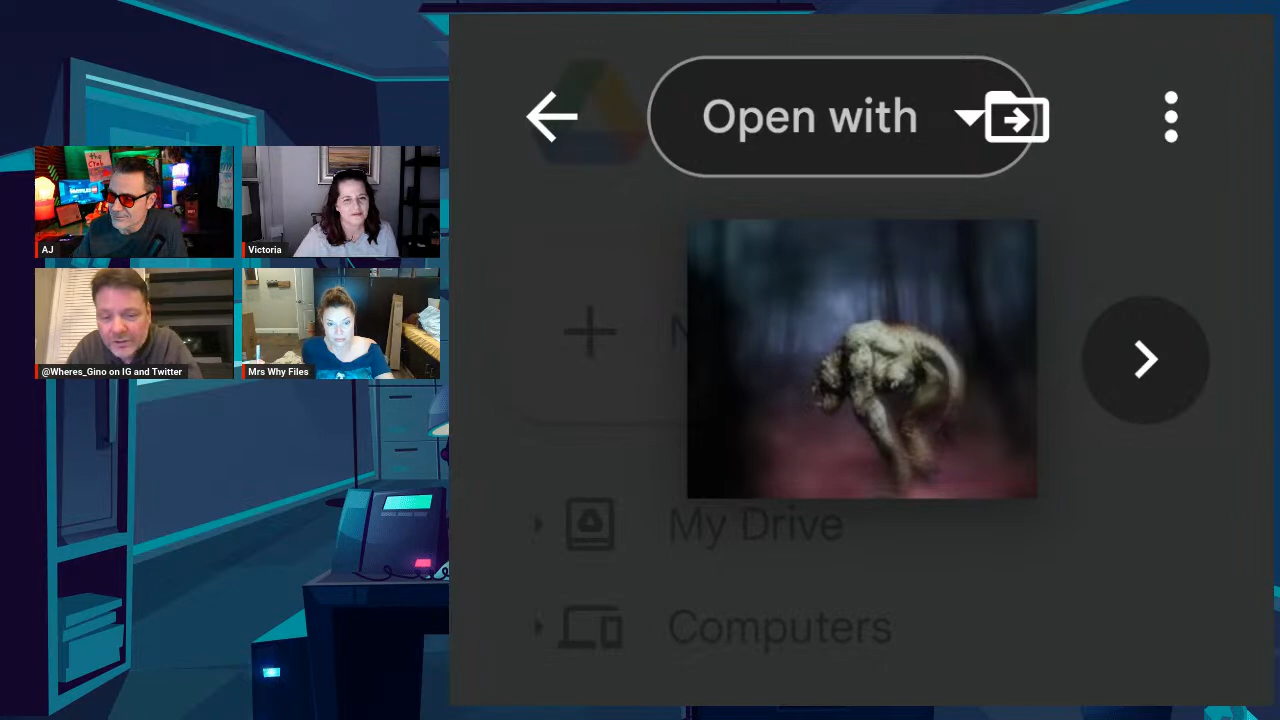 Open with
AJ
Victoria
@Wheres_Gino on IG and Twitter
Mrs Why Files
My Drive
Computers